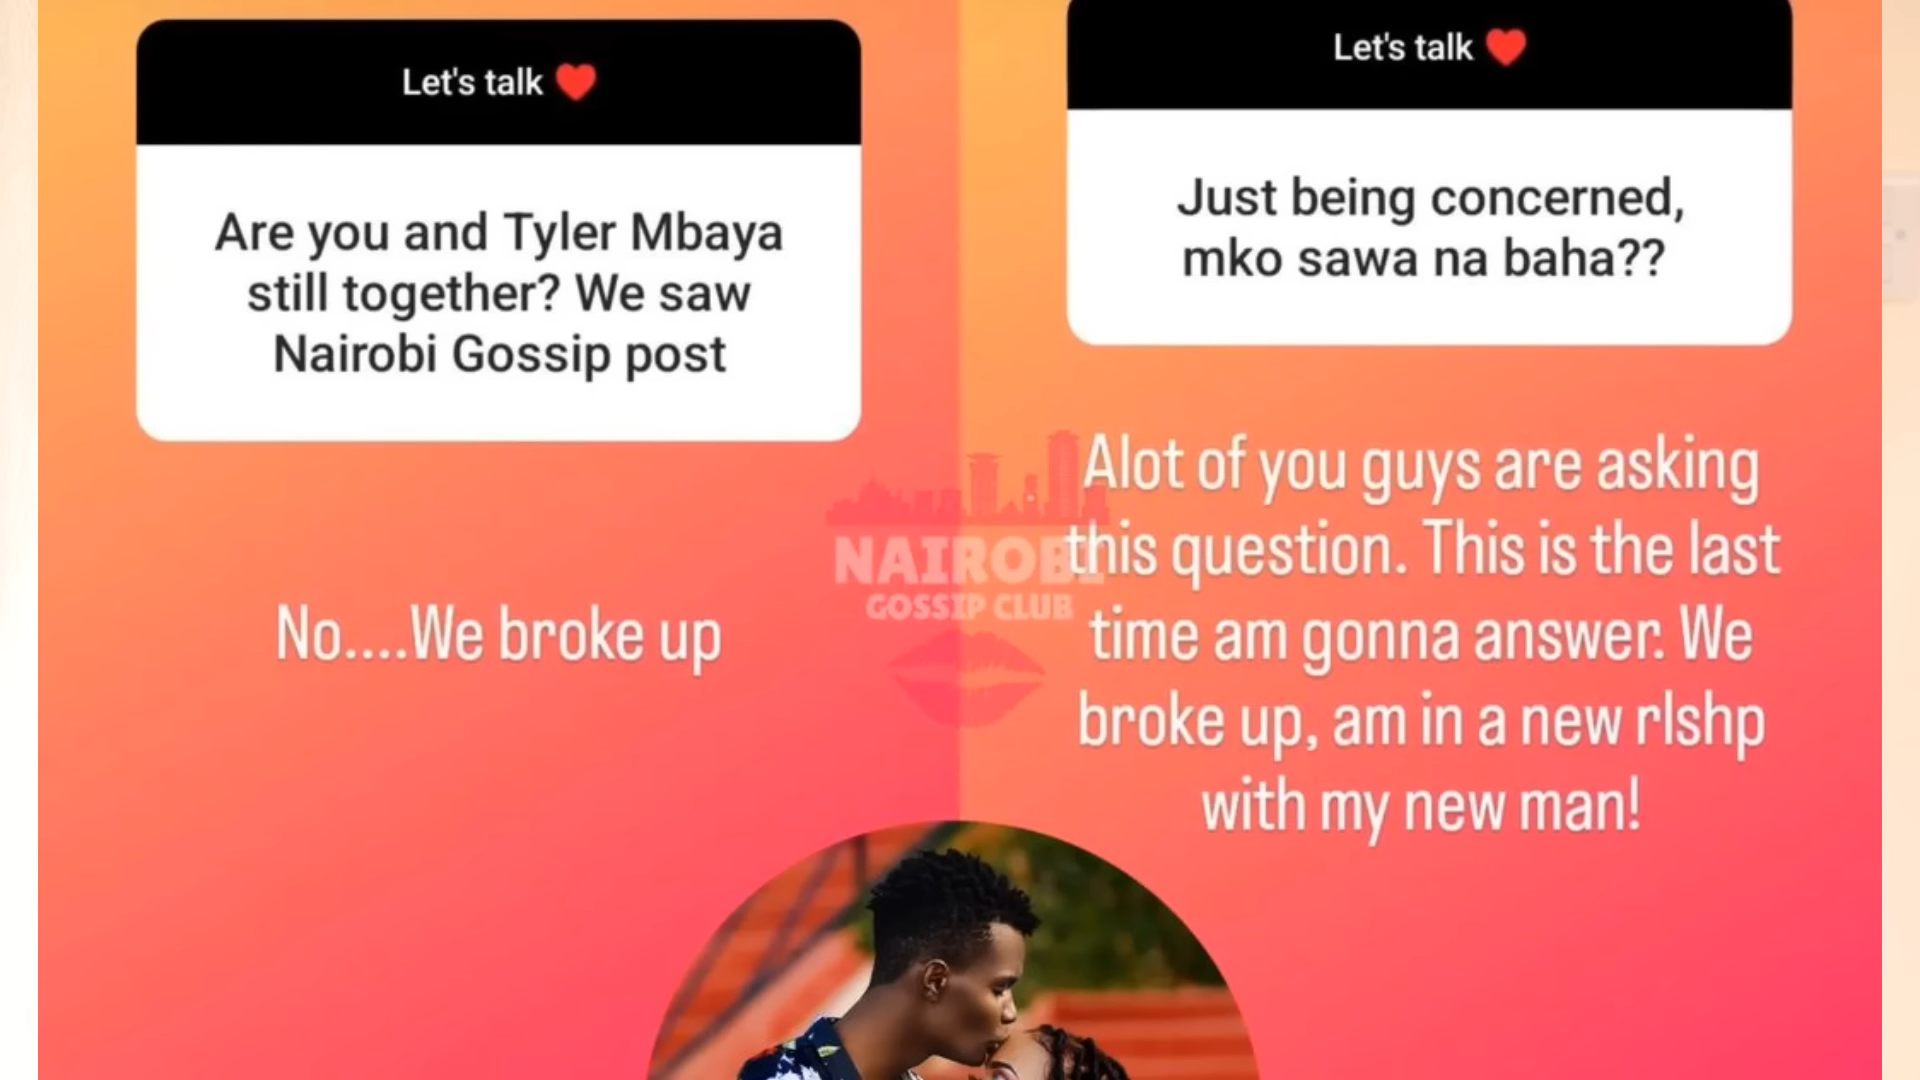 Let's talk ❤️
Are you and Tyler Mbaya
still together? We saw
Nairobi Gossip post
No....We broke up
Let's talk ❤️
Just being concerned,
mko sawa na baha??
Alot of you guys are asking
this question. This is the last
time am gonna answer. We
broke up, am in a new rlshp
with my new man!
NAIROBI
GOSSIP CLUB